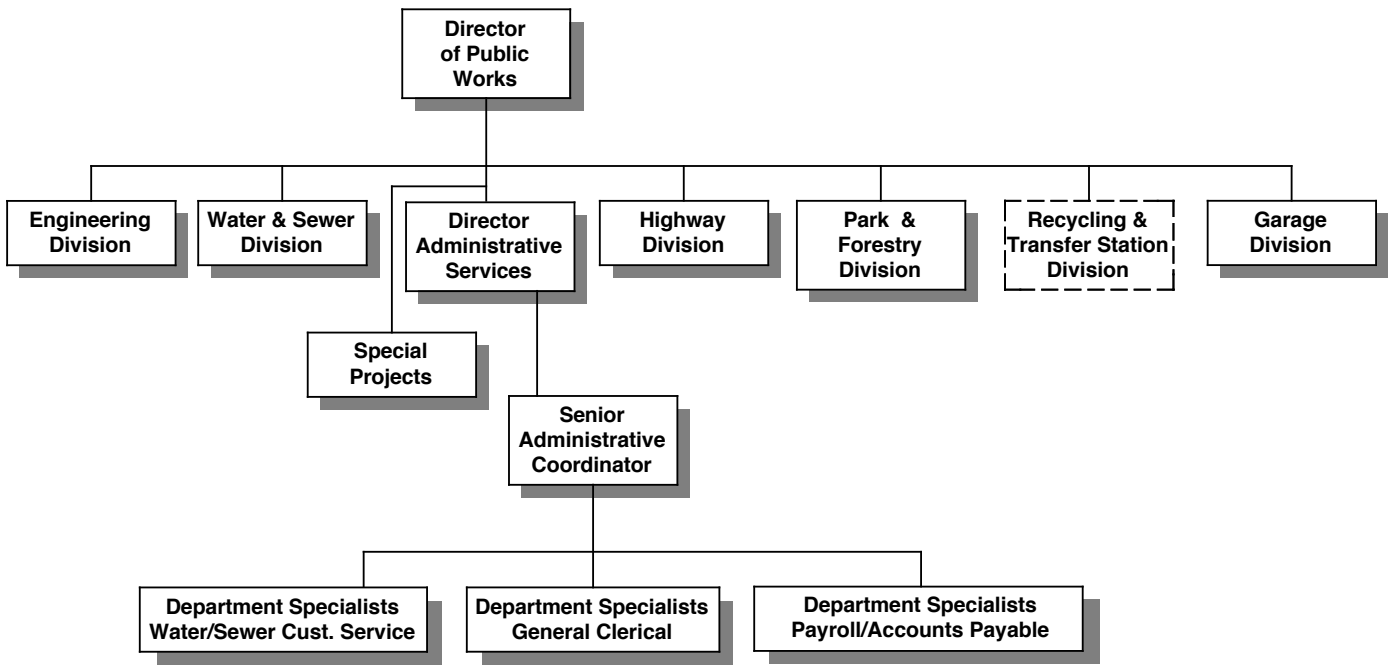 Director
of Public
Works
Engineering
Division
Water & Sewer
Division
Director
Administrative
Services
Highway
Division
Park & 
Forestry
Division
Recycling &
Transfer Station
Division
Garage
Division
Special
Projects
Senior
Administrative
Coordinator
Department Specialists
Water/Sewer Cust. Service
Department Specialists
General Clerical
Department Specialists
Payroll/Accounts Payable